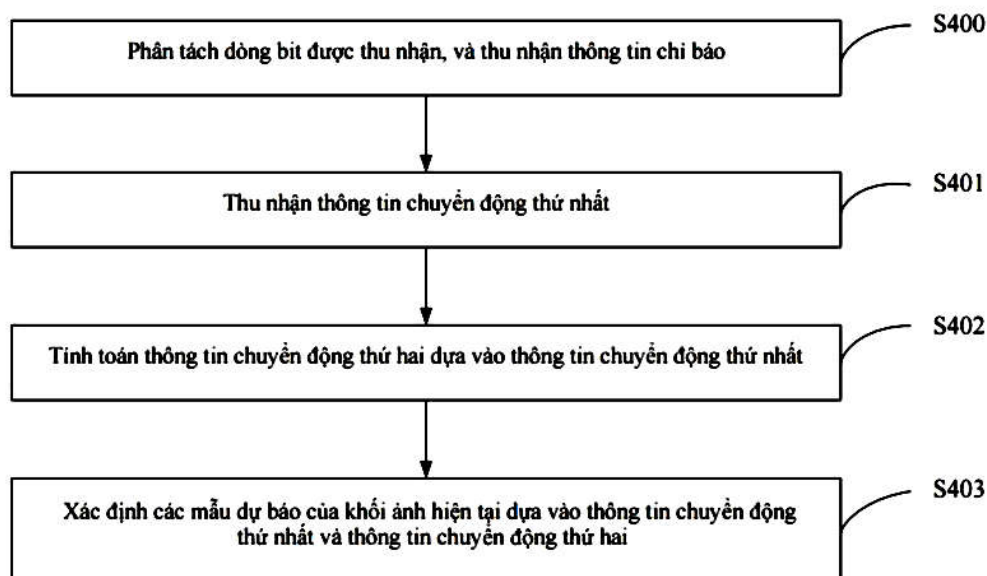 S400
Phân tách dòng bit được thu nhận, và thu nhận thông tin chỉ báo
S401
Thu nhận thông tin chuyển động thứ nhất
S402
Tính toán thông tin chuyển động thứ hai dựa vào thông tin chuyển động thứ nhất
S403
Xác định các mẫu dự báo của khối ảnh hiện tại dựa vào thông tin chuyển động
thứ nhất và thông tin chuyển động thứ hai